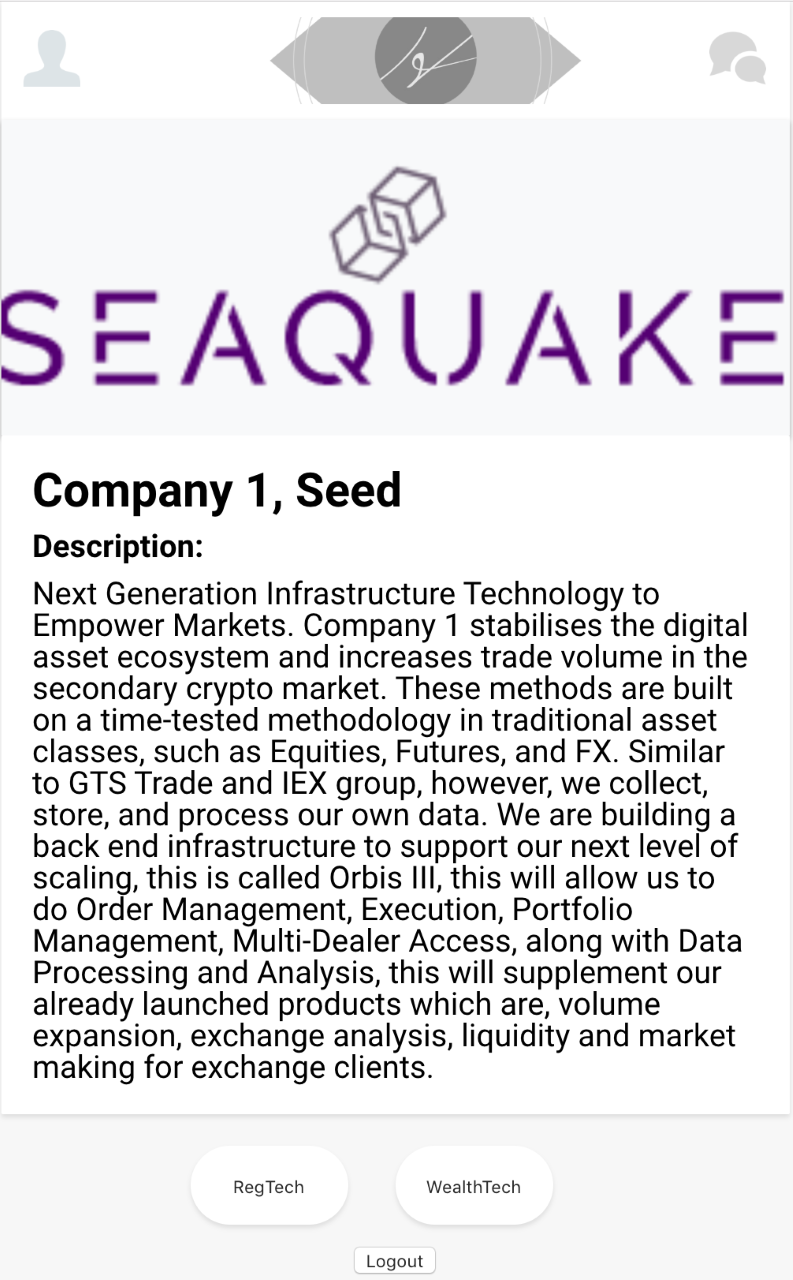 SEAQUAKE
Company 1, Seed
Description:
Next Generation Infrastructure Technology to
Empower Markets. Company 1 stabilises the digital
asset ecosystem and increases trade volume in the
secondary crypto market. These methods are built
on a time-tested methodology in traditional asset
classes, such as Equities, Futures, and FX. Similar
to GTS Trade and IEX group, however, we collect,
store, and process our own data. We are building a
back end infrastructure to support our next level of
scaling, this is called Orbis III, this will allow us to
do Order Management, Execution, Portfolio
Management, Multi-Dealer Access, along with Data
Processing and Analysis, this will supplement our
already launched products which are, volume
expansion, exchange analysis, liquidity and market
making for exchange clients.
RegTech
WealthTech
Logout